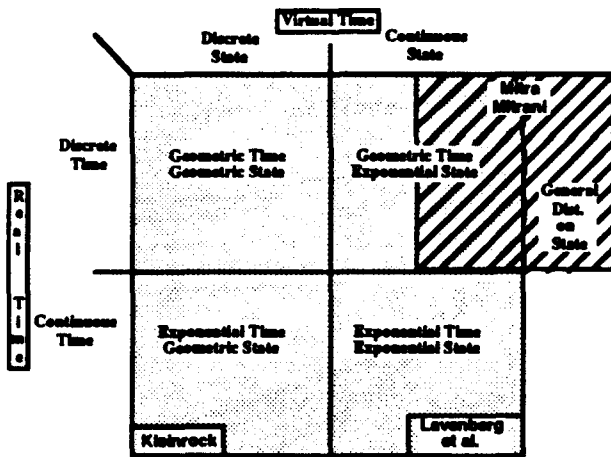 Virtual Time
Discrete
State
Continuous
State
Mitra
Mitrani
Discrete
Time
Geometric Time
Geometric State
Geometric Time
Exponential State
General
Dist.
on
State
Real Time
Continuous
Time
Exponential Time
Geometric State
Exponential Time
Exponential State
Kleinrock
Lavenberg
et al.